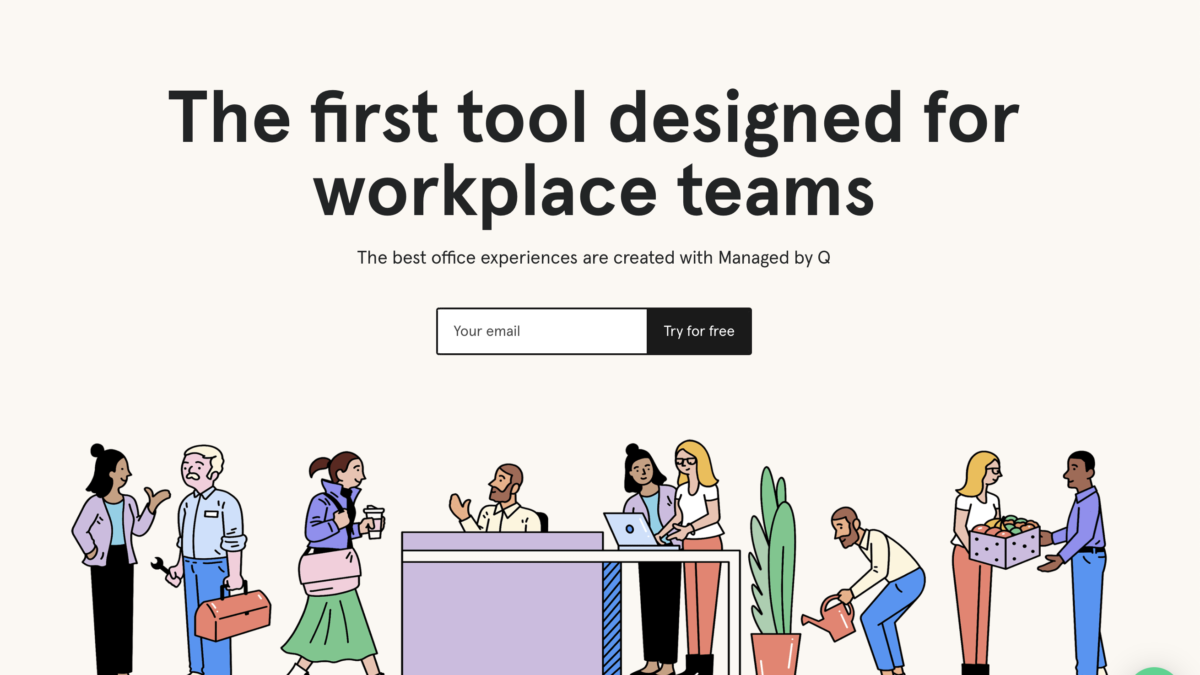 The first tool designed for
workplace teams
The best office experiences are created with Managed by Q
Your email
Try for free